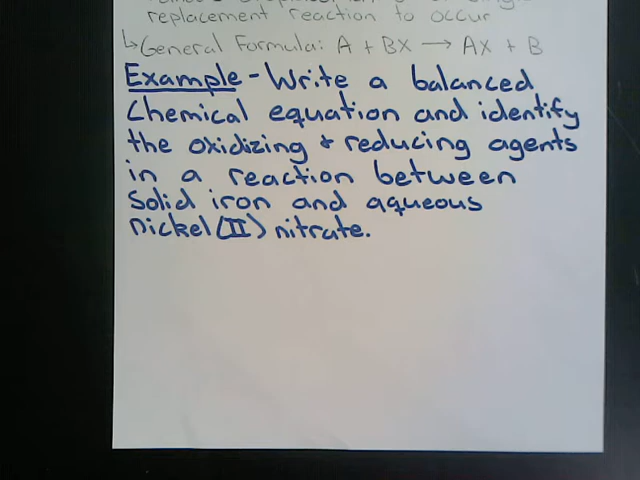 replacement reaction to occur
↳General Formula: A + BX → AX + B
Example - Write a balanced
Chemical equation and identify
the oxidizing & reducing agents
in a reaction between
Solid iron and aqueous
nickel(II) nitrate.